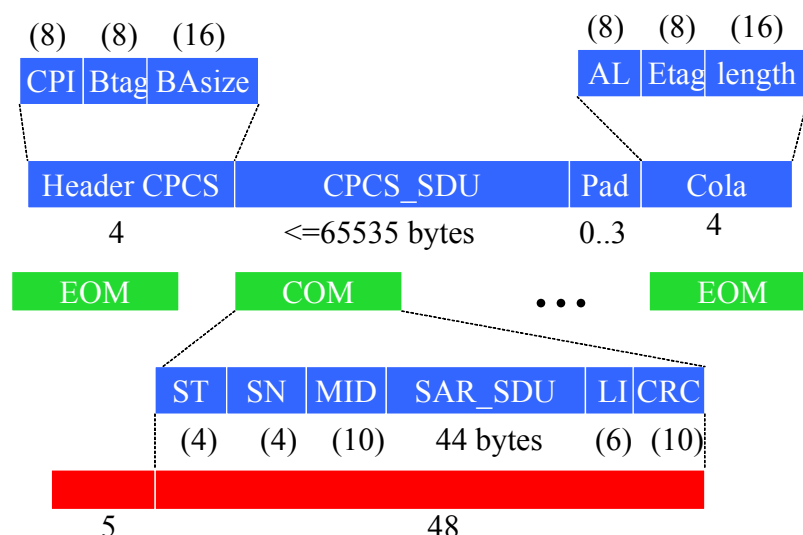 (8) (8) (16) (8) (8) (16)
CPI Btag BAsize AL Etag length
Header CPCS CPCS_SDU Pad Cola
4 <=65535 bytes 0..3 4
EOM COM ... EOM
ST SN MID SAR_SDU LI CRC
(4) (4) (10) 44 bytes (6) (10)
5 48